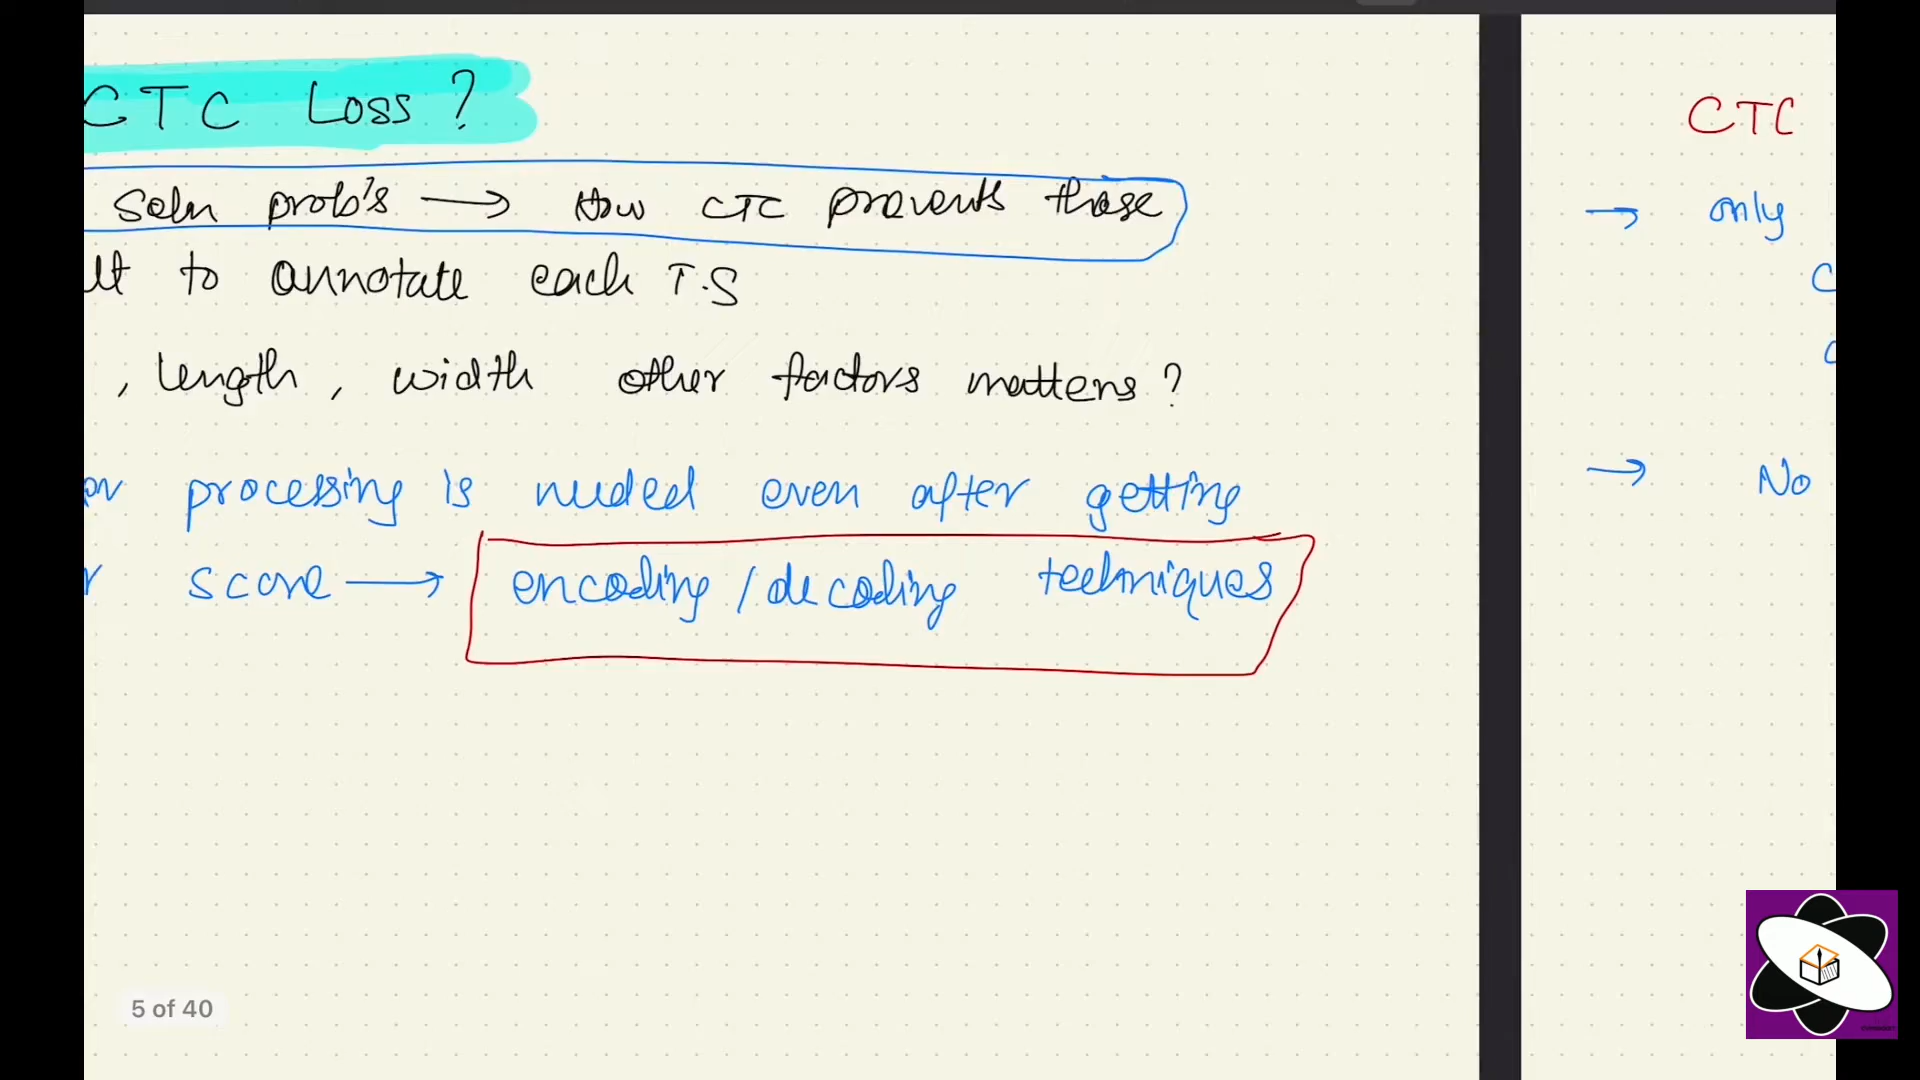 CTC Loss ?
Soln prob's → How CTC prevents these
ult to annotate each T.S
, length , width other factors matters ?
processing is needed even after getting
score → encoding / decoding techniques
CTC
→ only
→ No
5 of 40